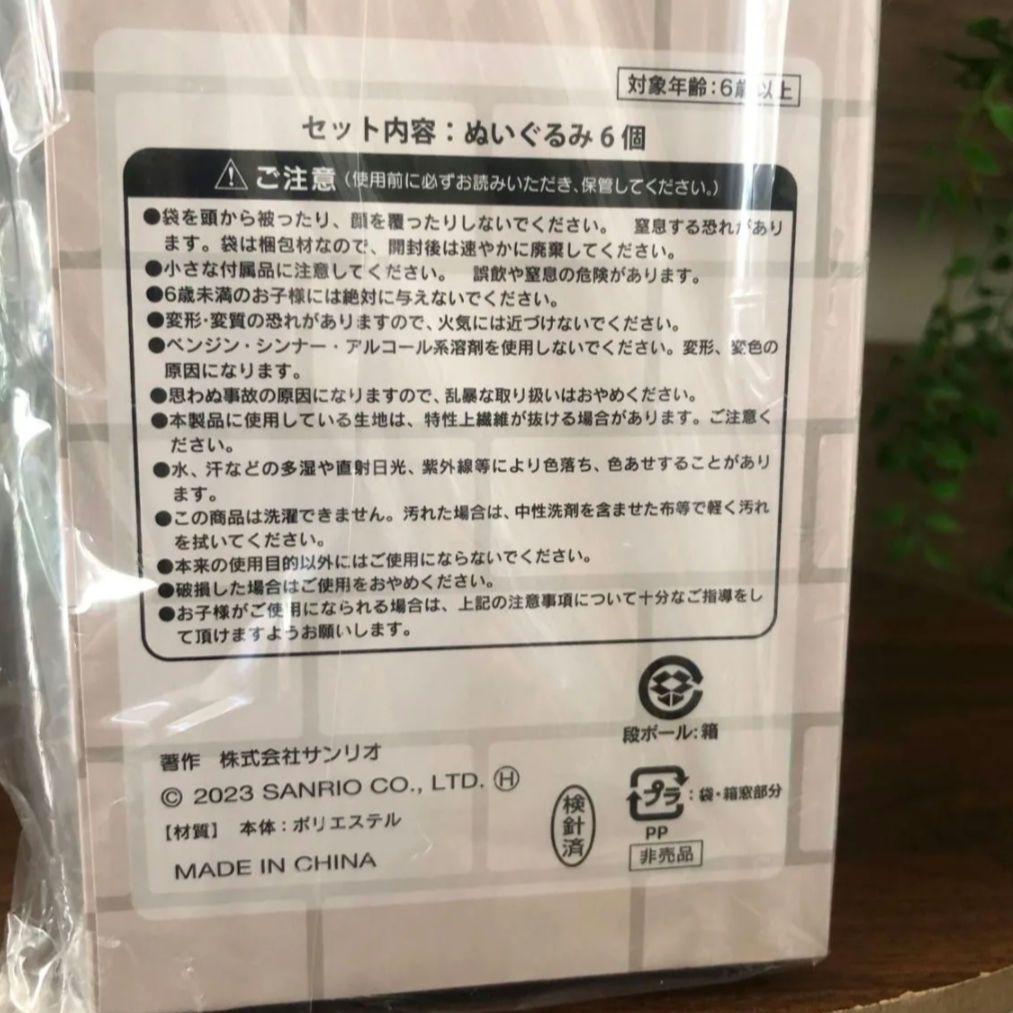 対象年齢:6歳以上
セット内容:ぬいぐるみ6個
ご注意(使用前に必ずお読みいただき、保管してください。)
●袋を頭から被ったり、顔を覆ったりしないでください。 窒息する恐れがあり
ます。袋は梱包材なので、開封後は速やかに廃棄してください。
●小さな付属品に注意してください。 誤飲や窒息の危険があります。
●6歳未満のお子様には絶対に与えないでください。
●変形・変質の恐れがありますので、火気には近づけないでください。
●ベンジン・シンナー・アルコール系溶剤を使用しないでください。変形、変色の
原因になります。
●思わぬ事故の原因になりますので、乱暴な取り扱いはおやめください。
●本製品に使用している生地は、特性上繊維が抜ける場合があります。ご注意く
ださい。
●水、汗などの多湿や直射日光、紫外線等により色落ち、色あせすることがあり
ます。
●この商品は洗濯できません。汚れた場合は、中性洗剤を含ませた布等で軽く汚れ
を拭いてください。
●本来の使用目的以外にはご使用にならないでください。
●破損した場合はご使用をおやめください。
●お子様がご使用になられる場合は、上記の注意事項について十分なご指導をし
て頂けますようお願いします。
段ボール:箱
著作 株式会社サンリオ
© 2023 SANRIO CO., LTD. Ⓗ
プラ:袋・箱窓部分
PP
【材質】 本体:ポリエステル
検針済
非売品
MADE IN CHINA